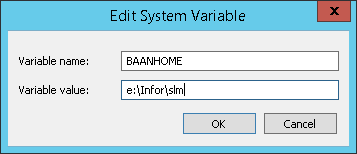 Edit System Variable
Variable name: BAANHOME
Variable value: e:\Infor\slm
OK Cancel